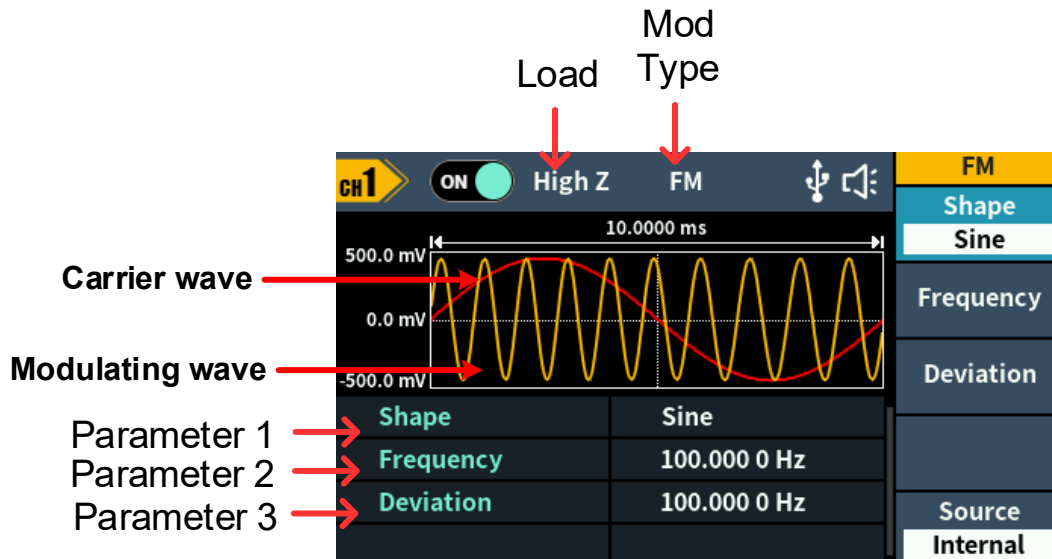 Mod
Type
Load
CH1
ON
High Z
FM
FM
Shape
Sine
Frequency
Deviation
Source
Internal
10.0000 ms
500.0 mV
0.0 mV
-500.0 mV
Carrier wave
Modulating wave
Parameter 1
Parameter 2
Parameter 3
Shape Sine
Frequency 100.000 0 Hz
Deviation 100.000 0 Hz